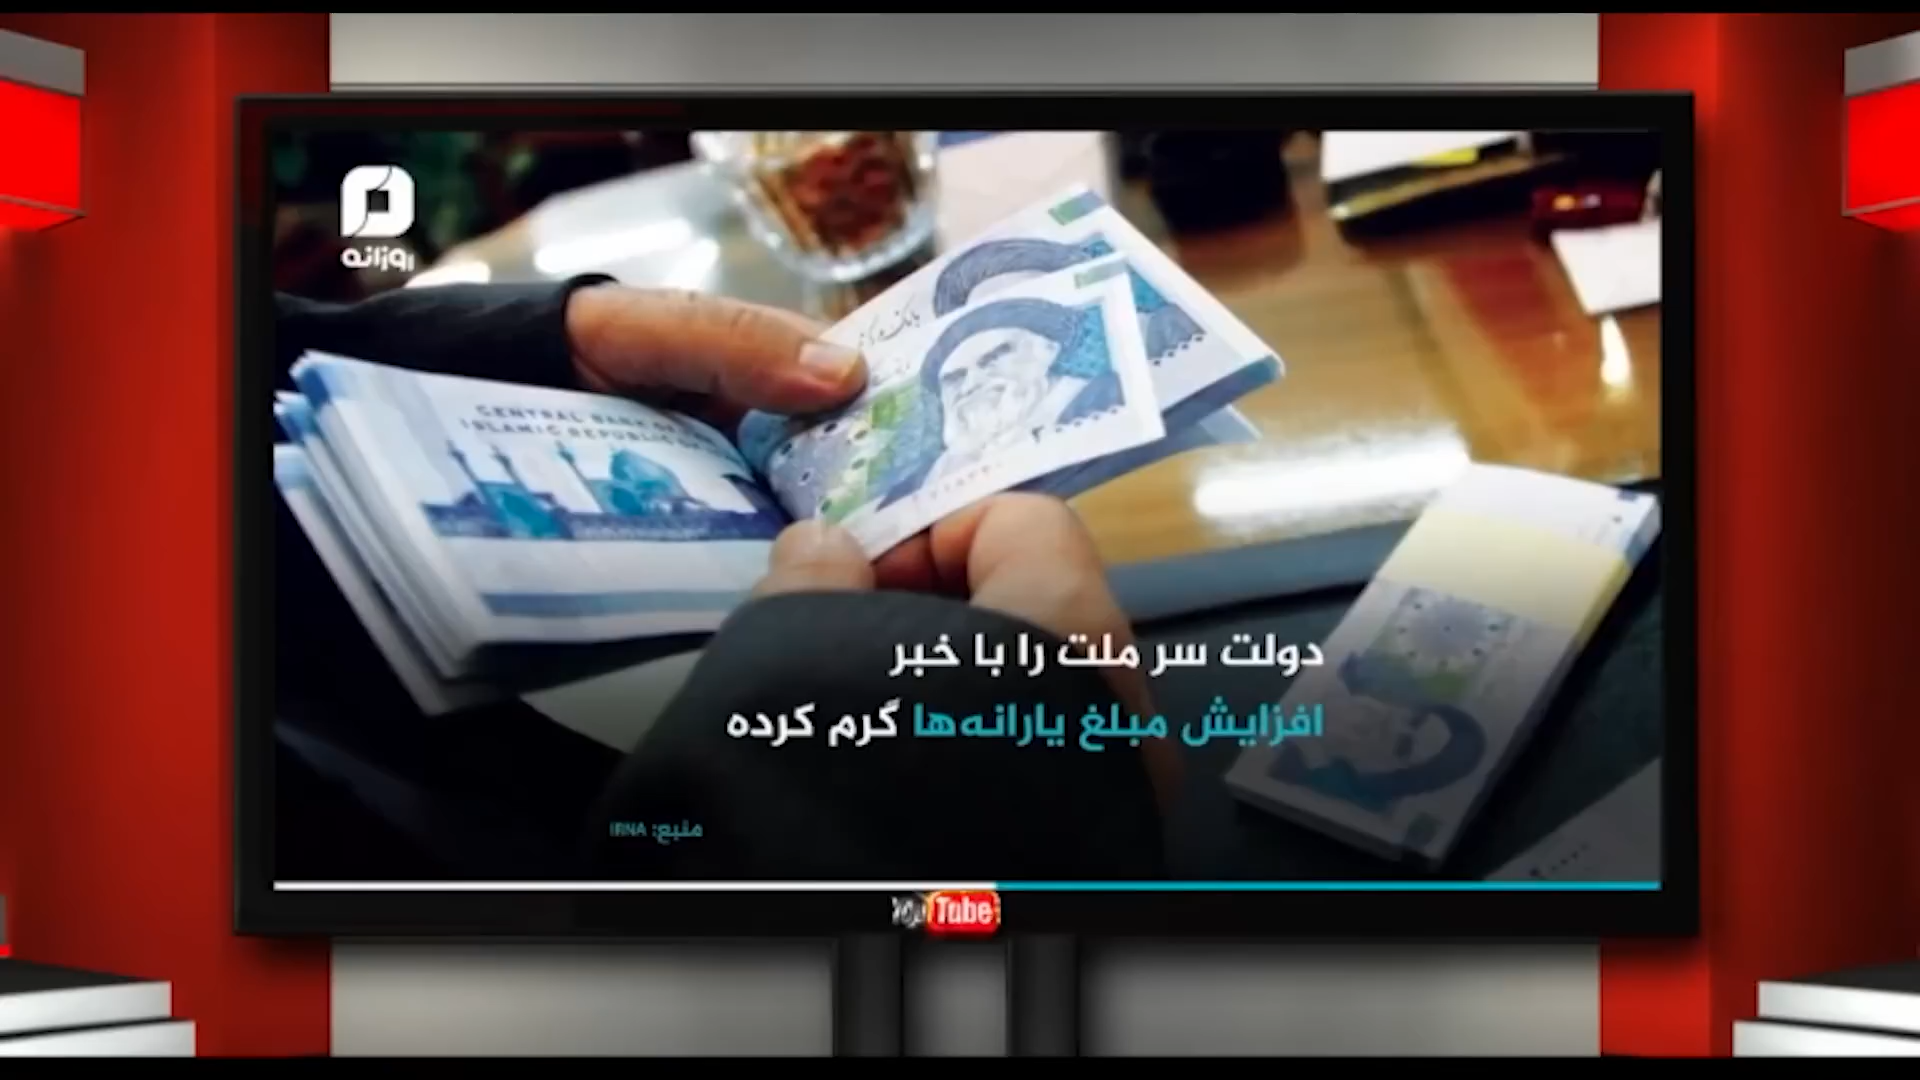 روزانه
CENTRAL BANK OF
ISLAMIC REPUBLIC
دولت سر ملت را با خبر
افزایش مبلغ یارانه‌ها گرم کرده
منبع: IRNA
You Tube